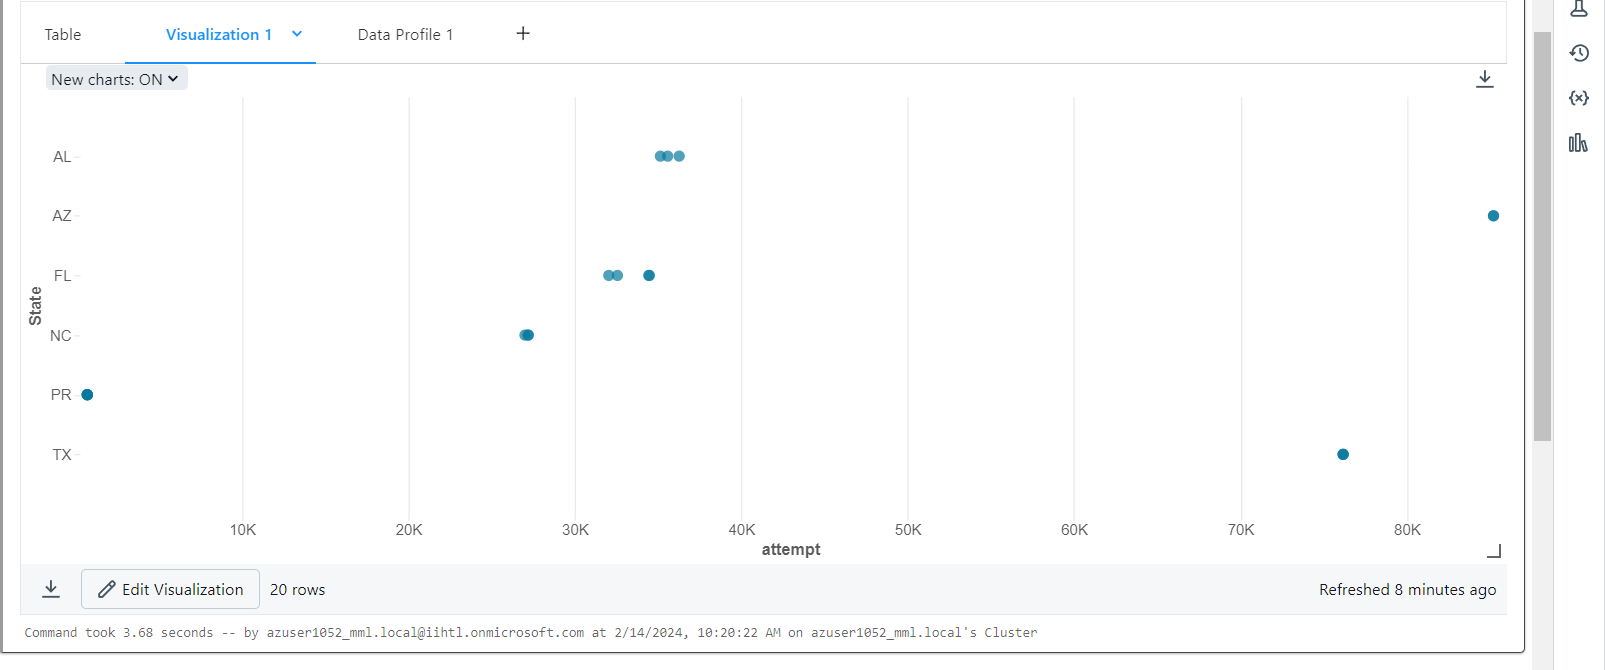 Table
Visualization 1
Data Profile 1
+
New charts: ON
AL
AZ
FL
NC
PR
TX
State
10K 20K 30K 40K 50K 60K 70K 80K
attempt
Edit Visualization
20 rows
Refreshed 8 minutes ago
Command took 3.68 seconds -- by azuser1052_mml.local@iihtl.onmicrosoft.com at 2/14/2024, 10:20:22 AM on azuser1052_mml.local's Cluster